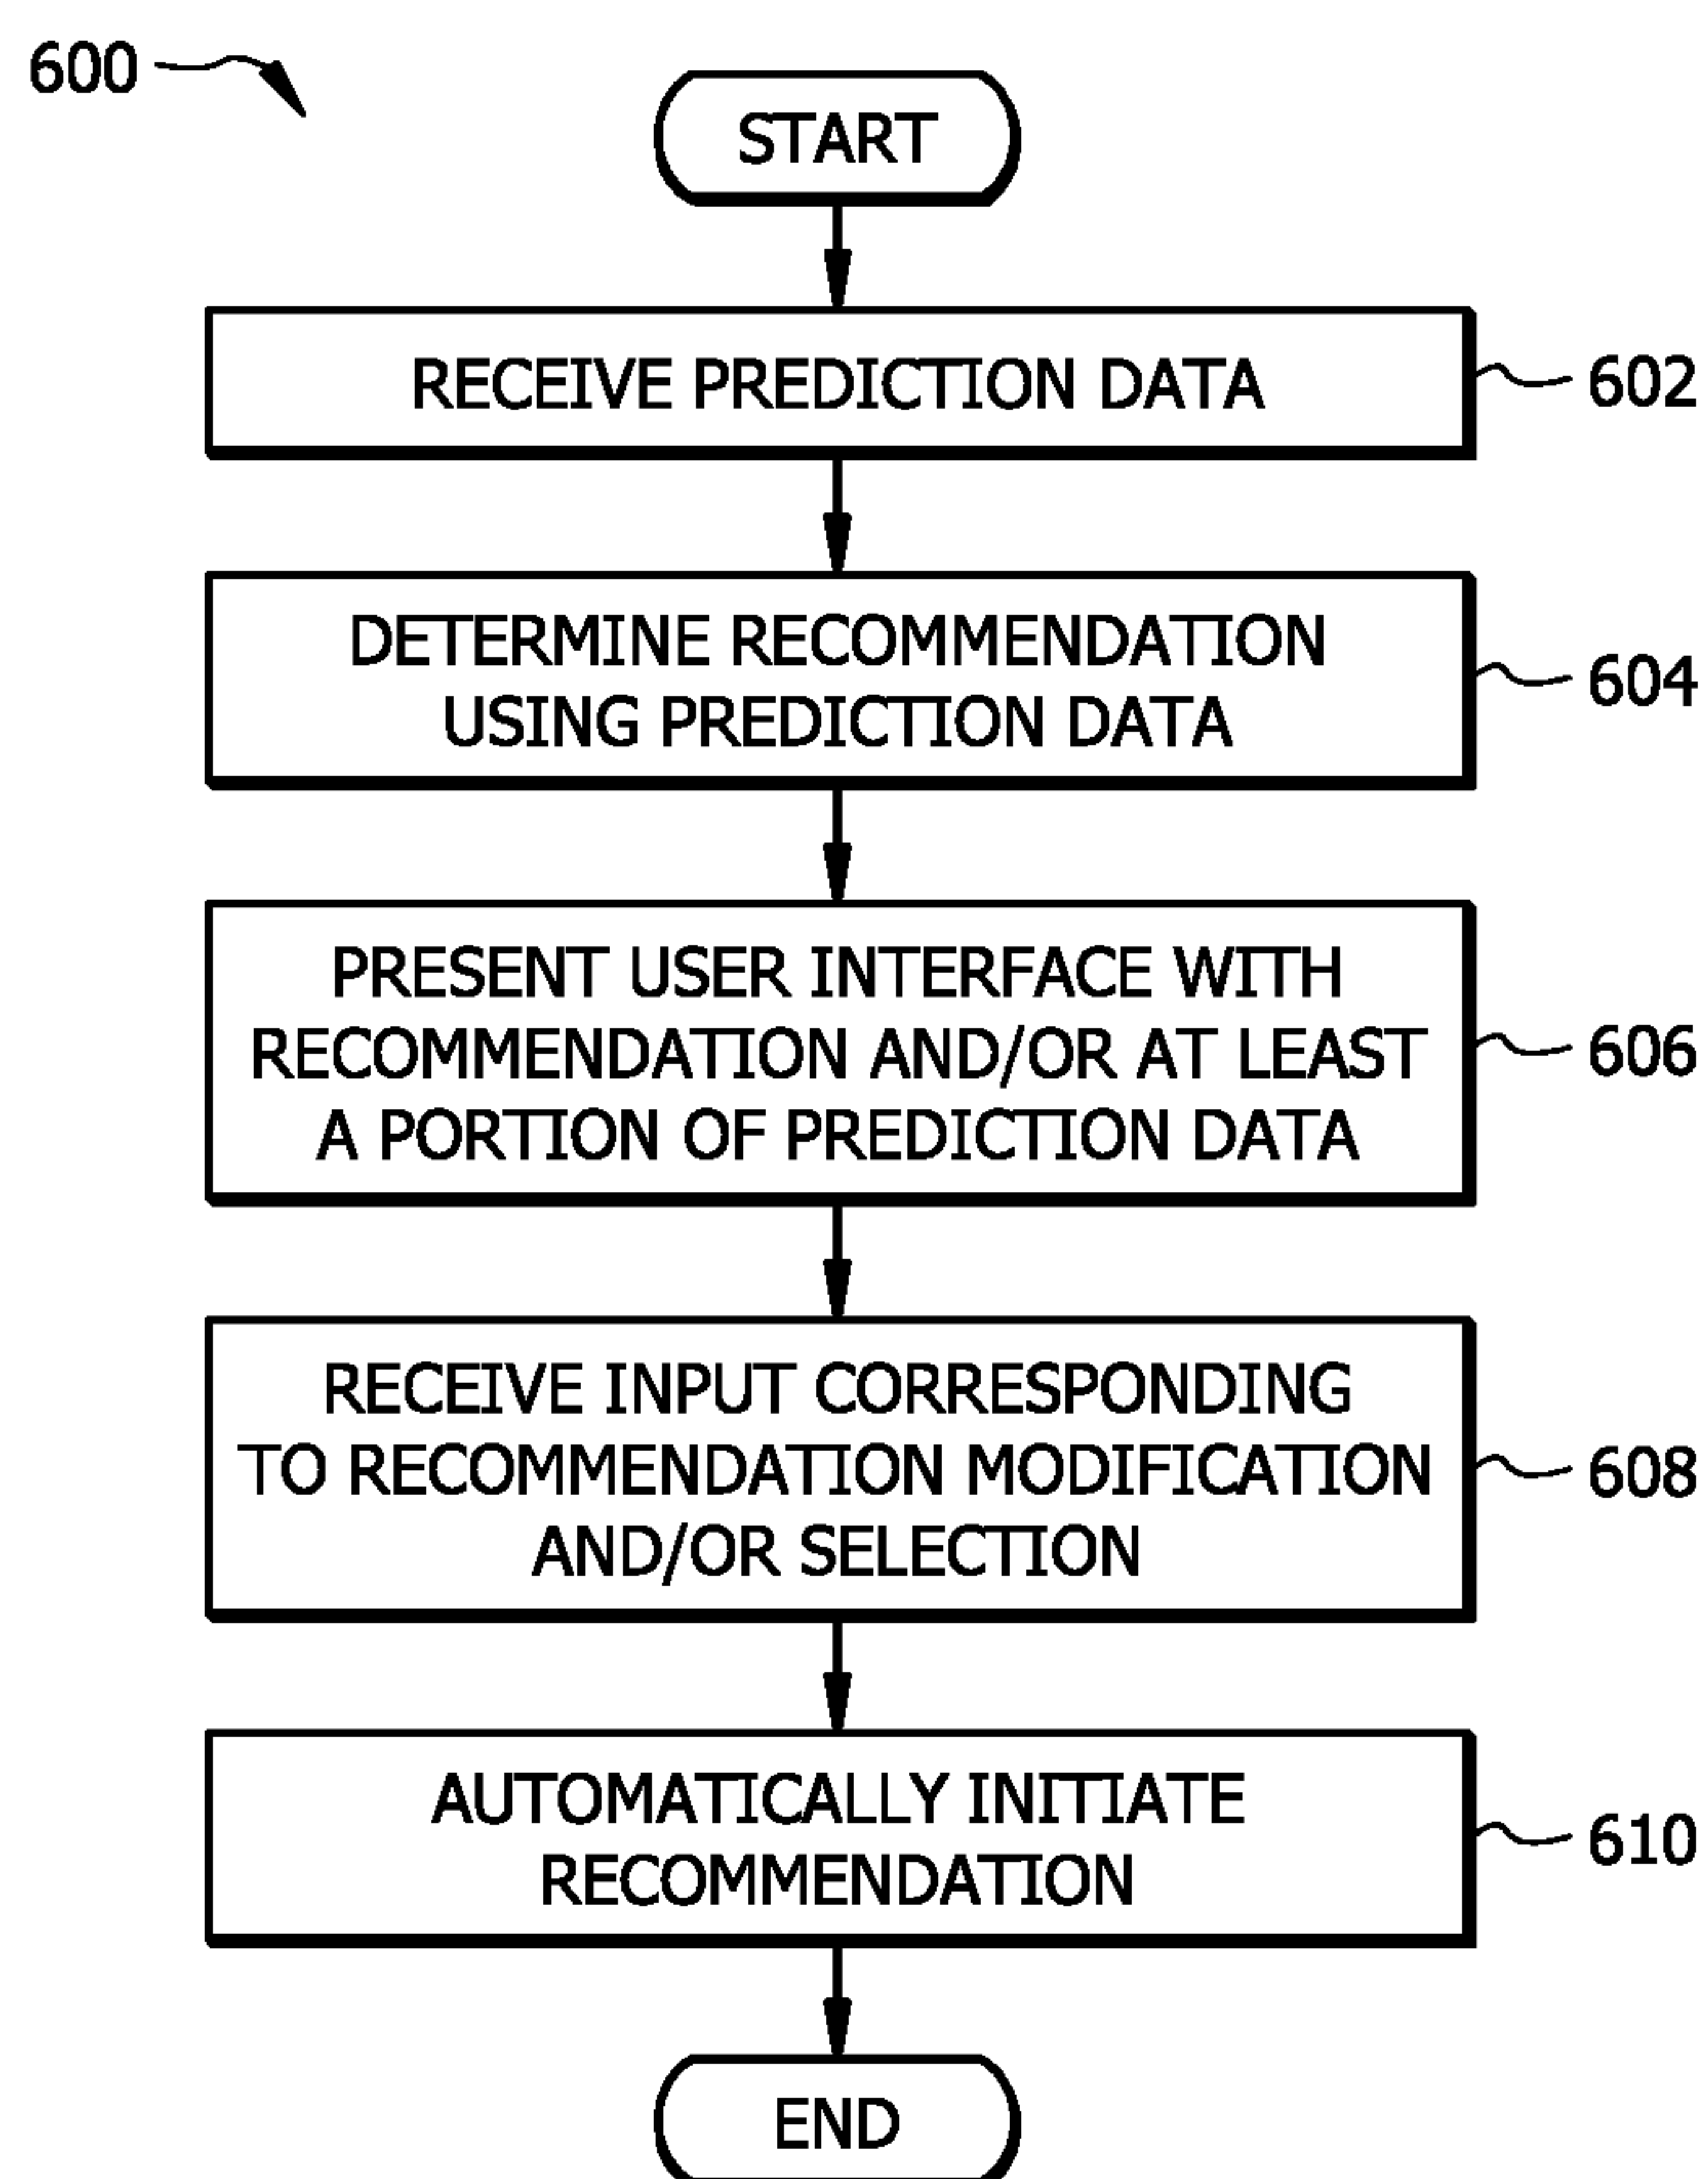 600
START
RECEIVE PREDICTION DATA
602
DETERMINE RECOMMENDATION
USING PREDICTION DATA
604
PRESENT USER INTERFACE WITH
RECOMMENDATION AND/OR AT LEAST
A PORTION OF PREDICTION DATA
606
RECEIVE INPUT CORRESPONDING
TO RECOMMENDATION MODIFICATION
AND/OR SELECTION
608
AUTOMATICALLY INITIATE
RECOMMENDATION
610
END